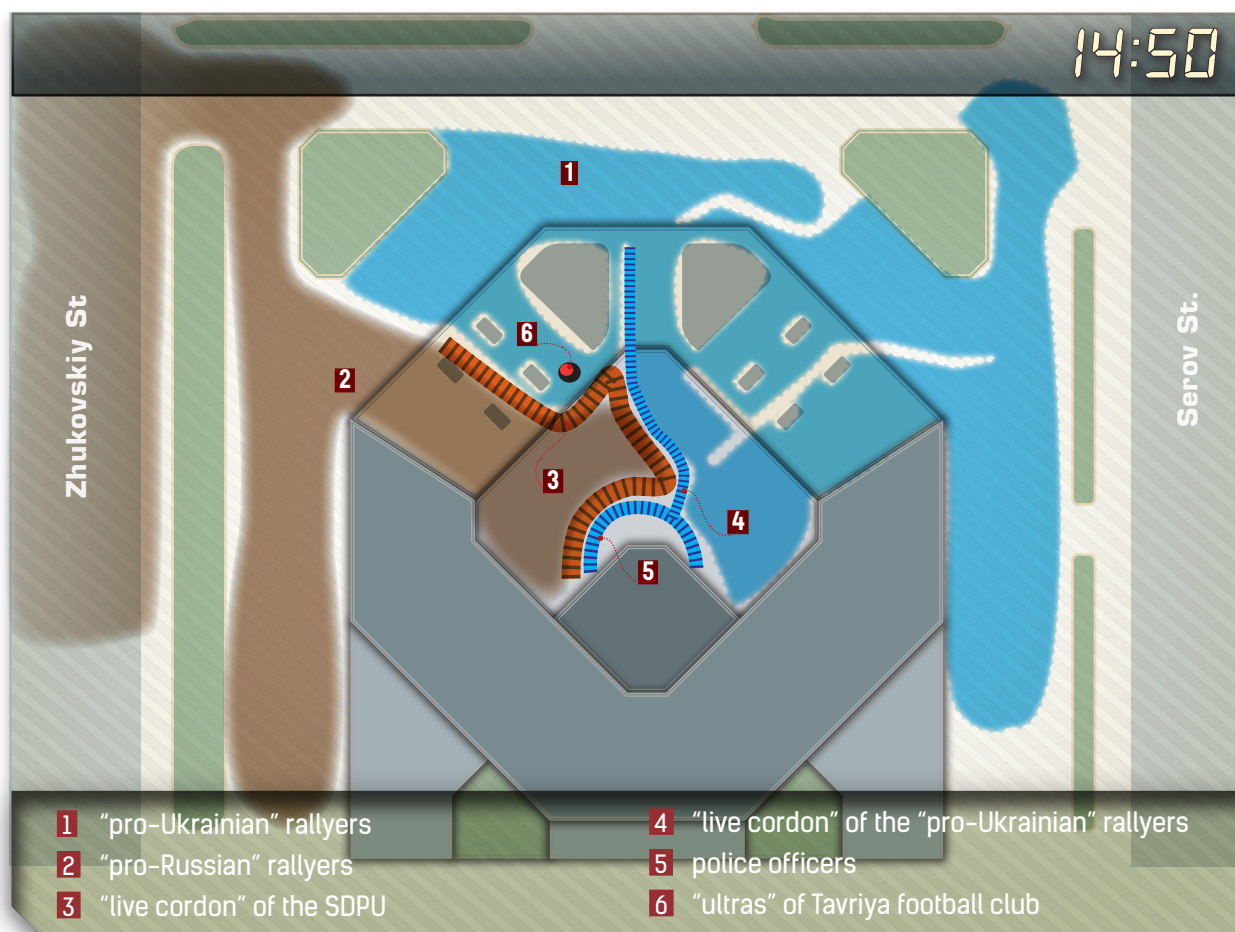 14:50
1
6
2
3
4
5
Zhukovskiy St
Serov St.
1 "pro-Ukrainian" rallyers
2 "pro-Russian" rallyers
3 "live cordon" of the SDPU
4 "live cordon" of the "pro-Ukrainian" rallyers
5 police officers
6 "ultras" of Tavriya football club